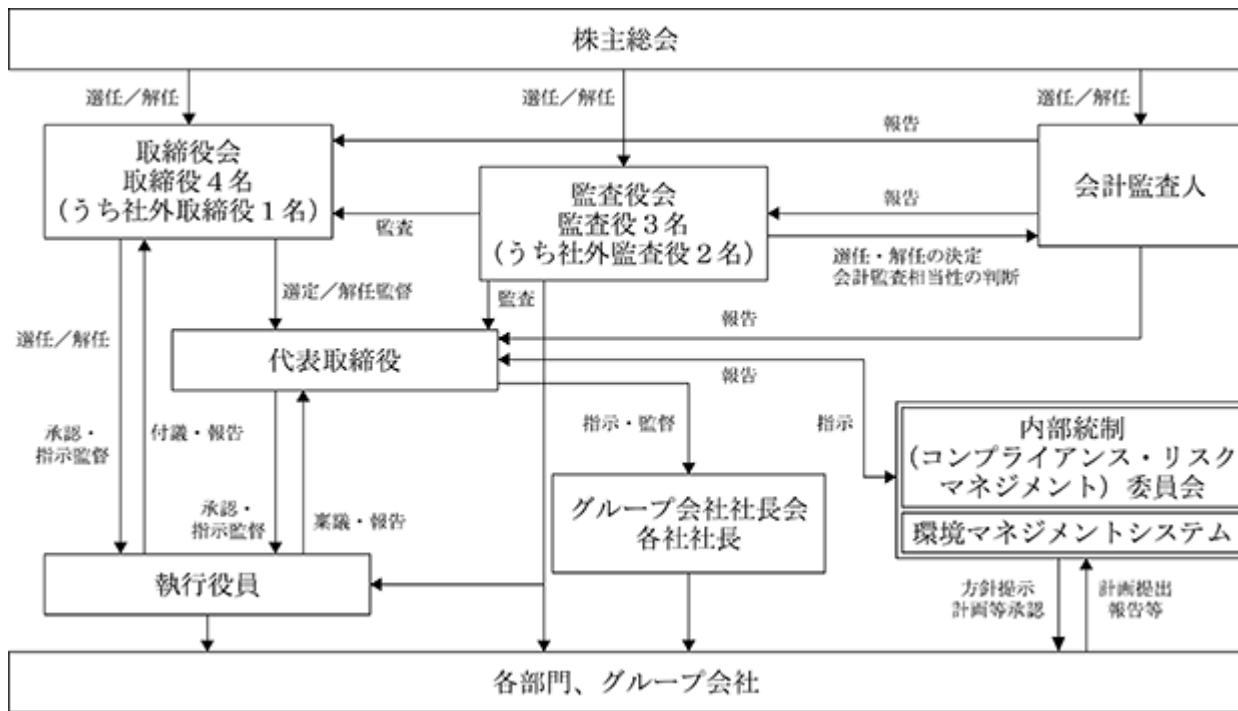 株主総会
選任／解任
選任／解任
選任／解任
取締役会
取締役４名
（うち社外取締役１名）
報告
会計監査人
監査役会
監査役３名
（うち社外監査役２名）
監査
報告
選任・解任の決定
会計監査相当性の判断
選定／解任監督
監査
選任／解任
報告
代表取締役
報告
承認・
指示監督
付議・報告
指示・監督
指示
内部統制
（コンプライアンス・リスク
マネジメント）委員会
環境マネジメントシステム
承認・
指示監督
稟議・報告
グループ会社社長会
各社社長
執行役員
方針提示
計画等承認
計画提出
報告等
各部門、グループ会社